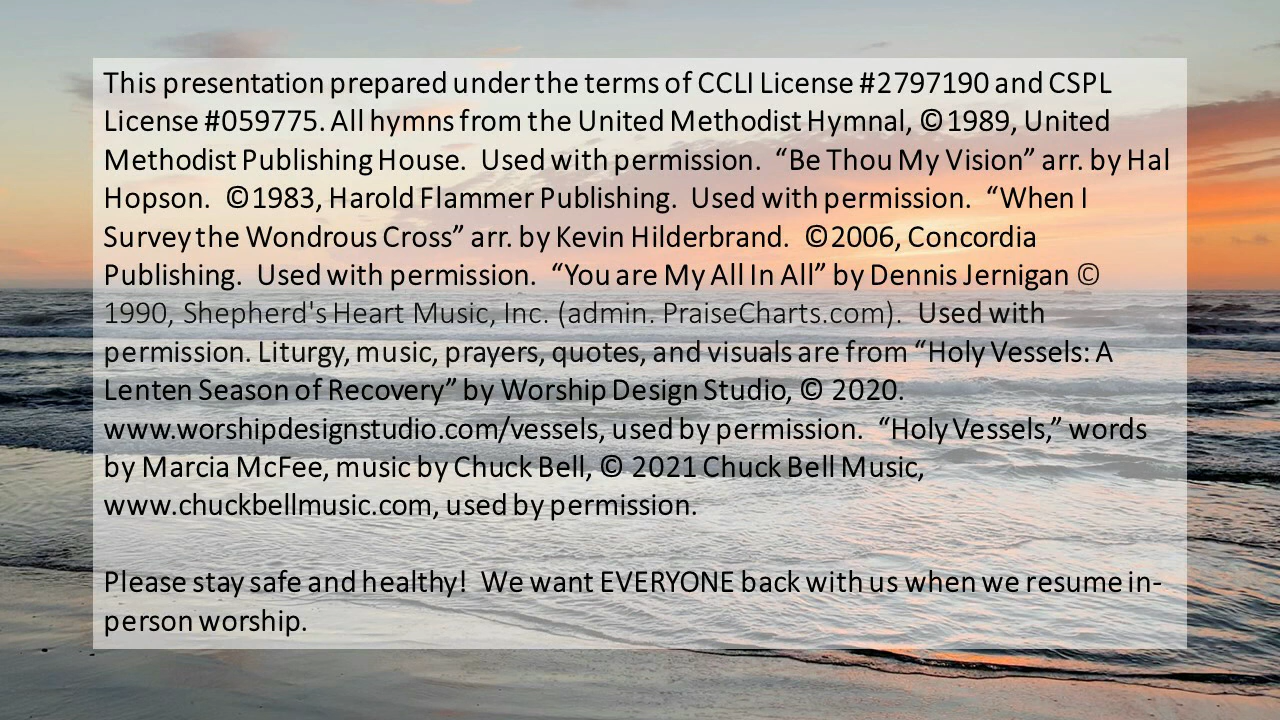 This presentation prepared under the terms of CCLI License #2797190 and CSPL
License #059775. All hymns from the United Methodist Hymnal, ©1989, United
Methodist Publishing House.  Used with permission.  “Be Thou My Vision” arr. by Hal
Hopson.  ©1983, Harold Flammer Publishing.  Used with permission.  “When I
Survey the Wondrous Cross” arr. by Kevin Hilderbrand.  ©2006, Concordia
Publishing.  Used with permission.  “You are My All In All” by Dennis Jernigan ©
1990, Shepherd's Heart Music, Inc. (admin. PraiseCharts.com).  Used with
permission. Liturgy, music, prayers, quotes, and visuals are from “Holy Vessels: A
Lenten Season of Recovery” by Worship Design Studio, © 2020.
www.worshipdesignstudio.com/vessels, used by permission.  “Holy Vessels,” words
by Marcia McFee, music by Chuck Bell, © 2021 Chuck Bell Music,
www.chuckbellmusic.com, used by permission.
Please stay safe and healthy!  We want EVERYONE back with us when we resume in-
person worship.